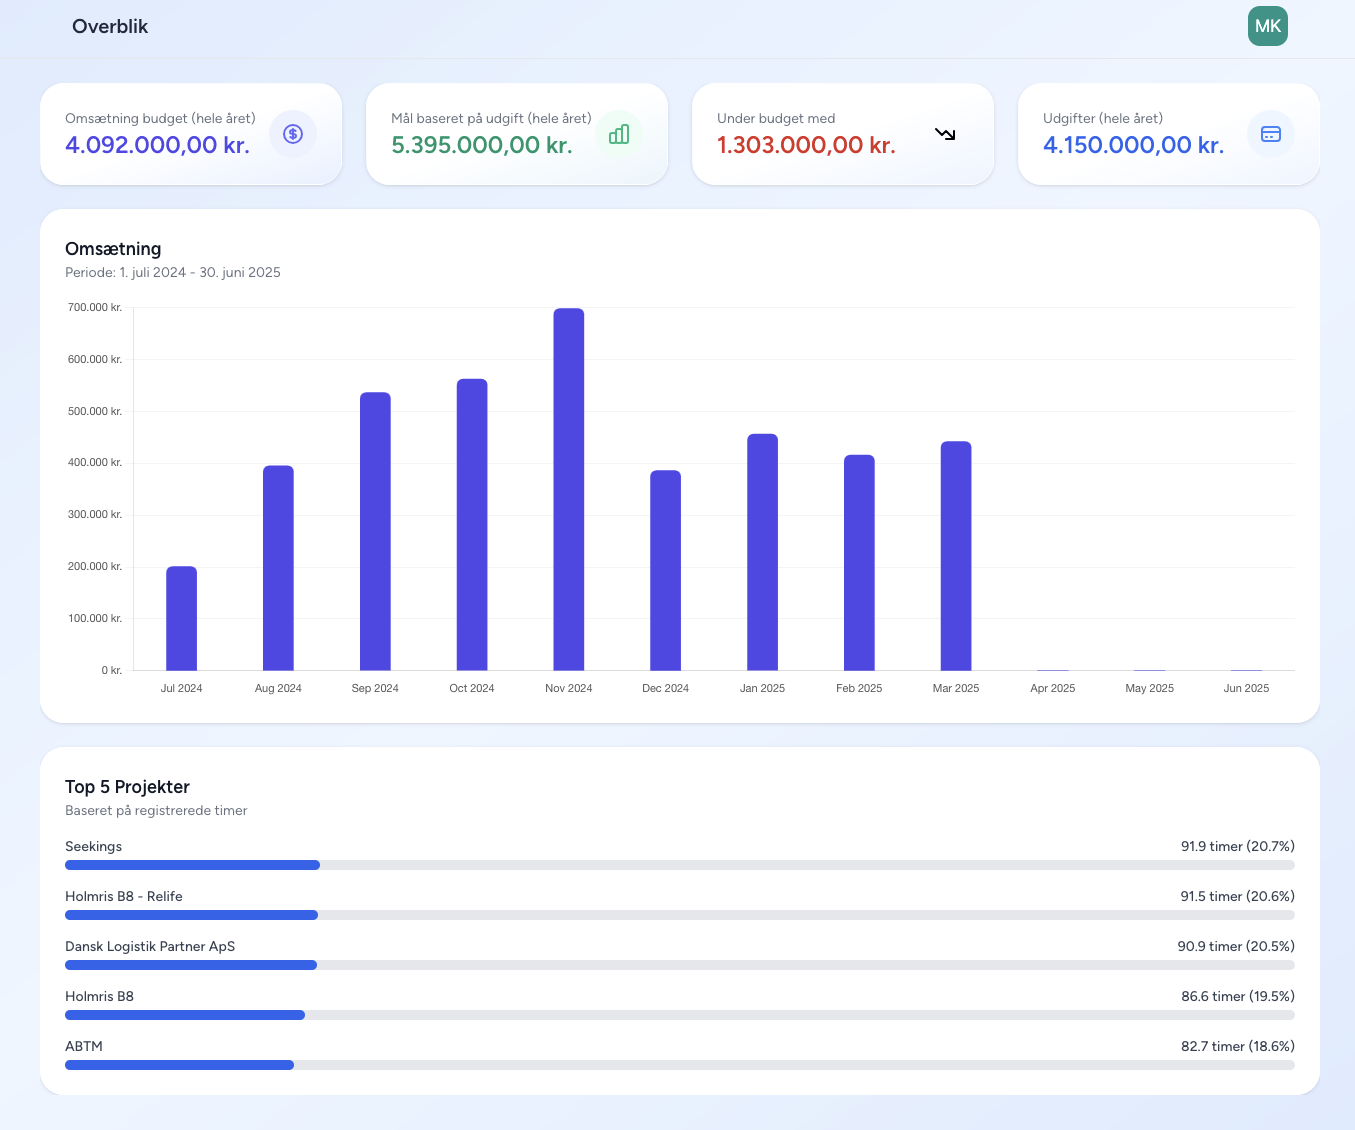 Overblik
MK
Omsætning budget (hele året)
4.092.000,00 kr.
Mål baseret på udgift (hele året)
5.395.000,00 kr.
Under budget med
1.303.000,00 kr.
Udgifter (hele året)
4.150.000,00 kr.
Omsætning
Periode: 1. juli 2024 - 30. juni 2025
700.000 kr.
600.000 kr.
500.000 kr.
400.000 kr.
300.000 kr.
200.000 kr.
100.000 kr.
0 kr.
Jul 2024 Aug 2024 Sep 2024 Oct 2024 Nov 2024 Dec 2024 Jan 2025 Feb 2025 Mar 2025 Apr 2025 May 2025 Jun 2025
Top 5 Projekter
Baseret på registrerede timer
Seekings 91.9 timer (20.7%)
Holmris B8 - Relife 91.5 timer (20.6%)
Dansk Logistik Partner ApS 90.9 timer (20.5%)
Holmris B8 86.6 timer (19.5%)
ABTM 82.7 timer (18.6%)